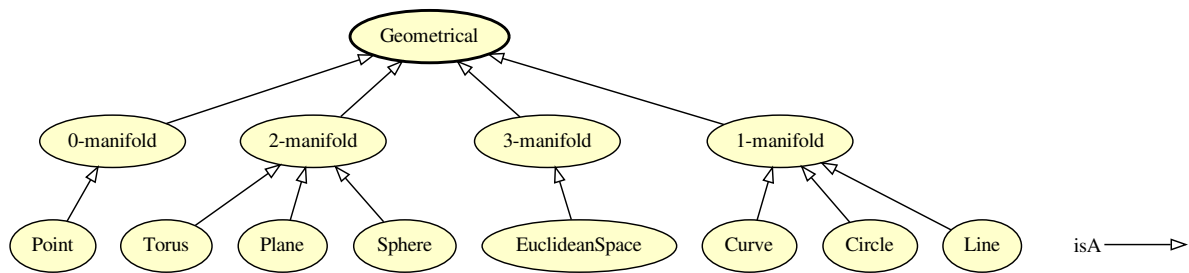 Geometrical
0-manifold
2-manifold
3-manifold
1-manifold
Point
Torus
Plane
Sphere
EuclideanSpace
Curve
Circle
Line
isA